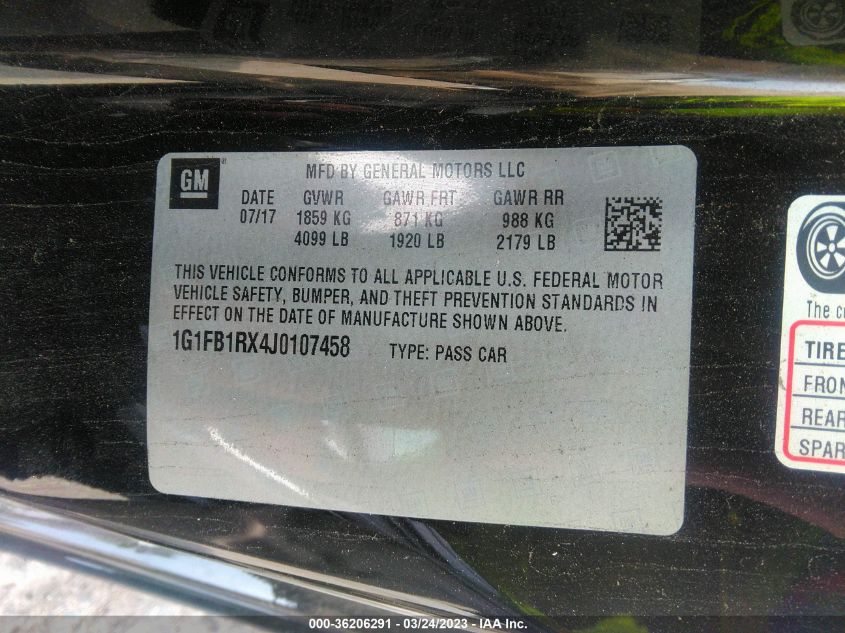 GM
MFD BY GENERAL MOTORS LLC
DATE GVWR GAWR FRT GAWR RR
07/17 1859 KG 871 KG 988 KG
4099 LB 1920 LB 2179 LB
THIS VEHICLE CONFORMS TO ALL APPLICABLE U.S. FEDERAL MOTOR
VEHICLE SAFETY, BUMPER, AND THEFT PREVENTION STANDARDS IN
EFFECT ON THE DATE OF MANUFACTURE SHOWN ABOVE.
1G1FB1RX4J0107458 TYPE: PASS CAR
The
TIRE
FRON
REAR
SPAR
000-36206291 - 03/24/2023 - IAA Inc.